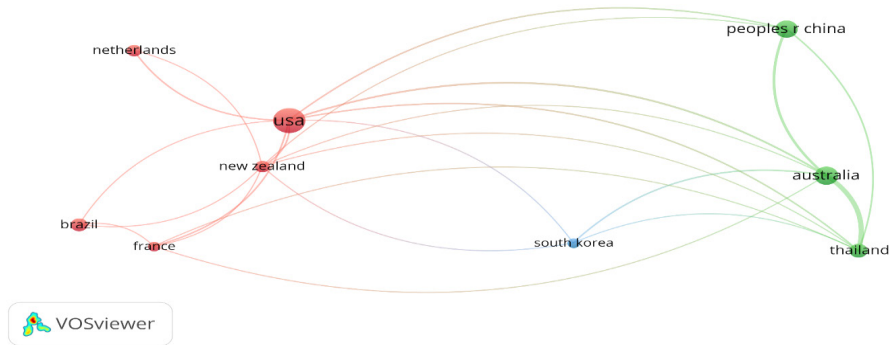 peoples r china
netherlands
usa
new zealand
australia
brazil
france
south korea
thailand
VOSviewer